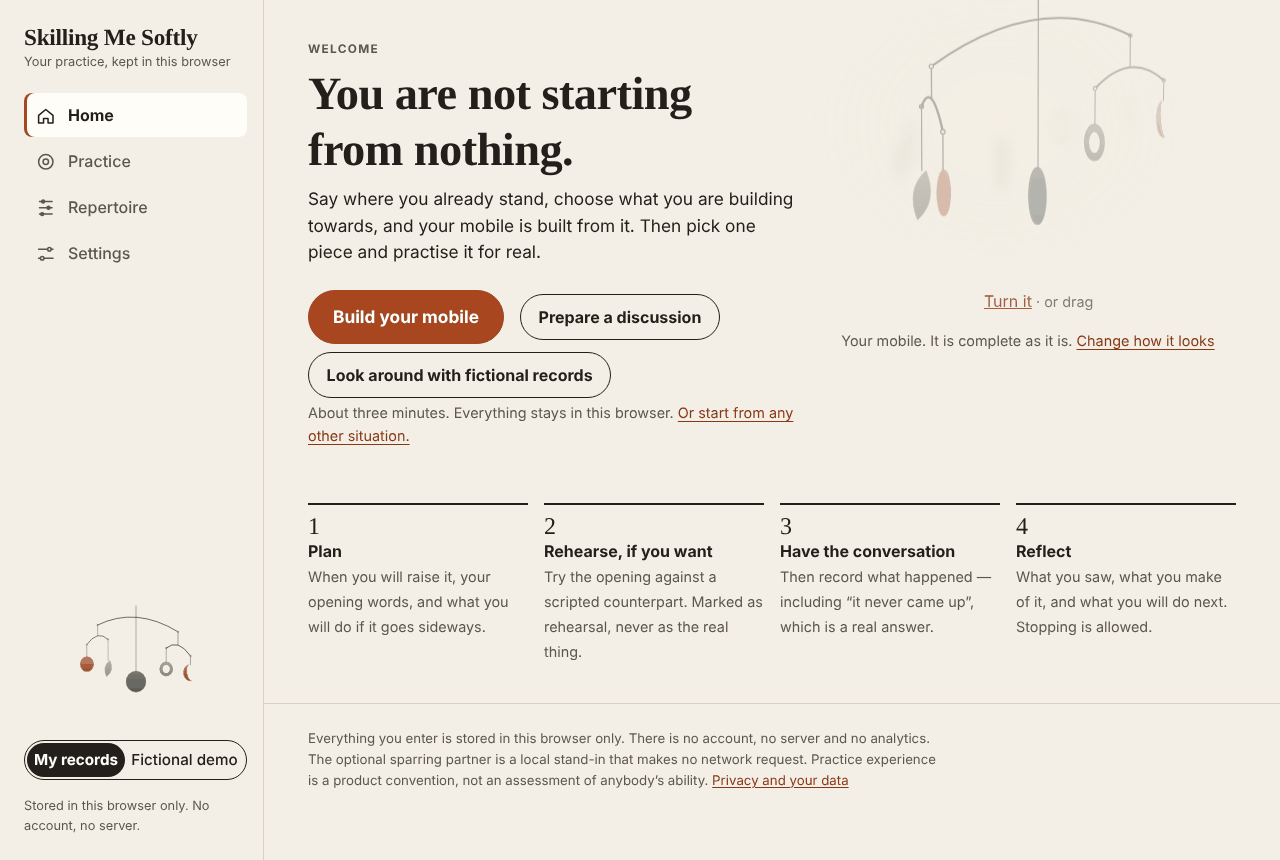 Skilling Me Softly
Your practice, kept in this browser
Home
Practice
Repertoire
Settings
My records
Fictional demo
Stored in this browser only. No
account, no server.
WELCOME
You are not starting
from nothing.
Say where you already stand, choose what you are building
towards, and your mobile is built from it. Then pick one
piece and practise it for real.
Build your mobile
Prepare a discussion
Look around with fictional records
About three minutes. Everything stays in this browser. Or start from any
other situation.
Turn it · or drag
Your mobile. It is complete as it is. Change how it looks
1
Plan
When you will raise it, your
opening words, and what you
will do if it goes sideways.
2
Rehearse, if you want
Try the opening against a
scripted counterpart. Marked as
rehearsal, never as the real
thing.
3
Have the conversation
Then record what happened —
including “it never came up”,
which is a real answer.
4
Reflect
What you saw, what you make
of it, and what you will do next.
Stopping is allowed.
Everything you enter is stored in this browser only. There is no account, no server and no analytics.
The optional sparring partner is a local stand-in that makes no network request. Practice experience
is a product convention, not an assessment of anybody’s ability. Privacy and your data